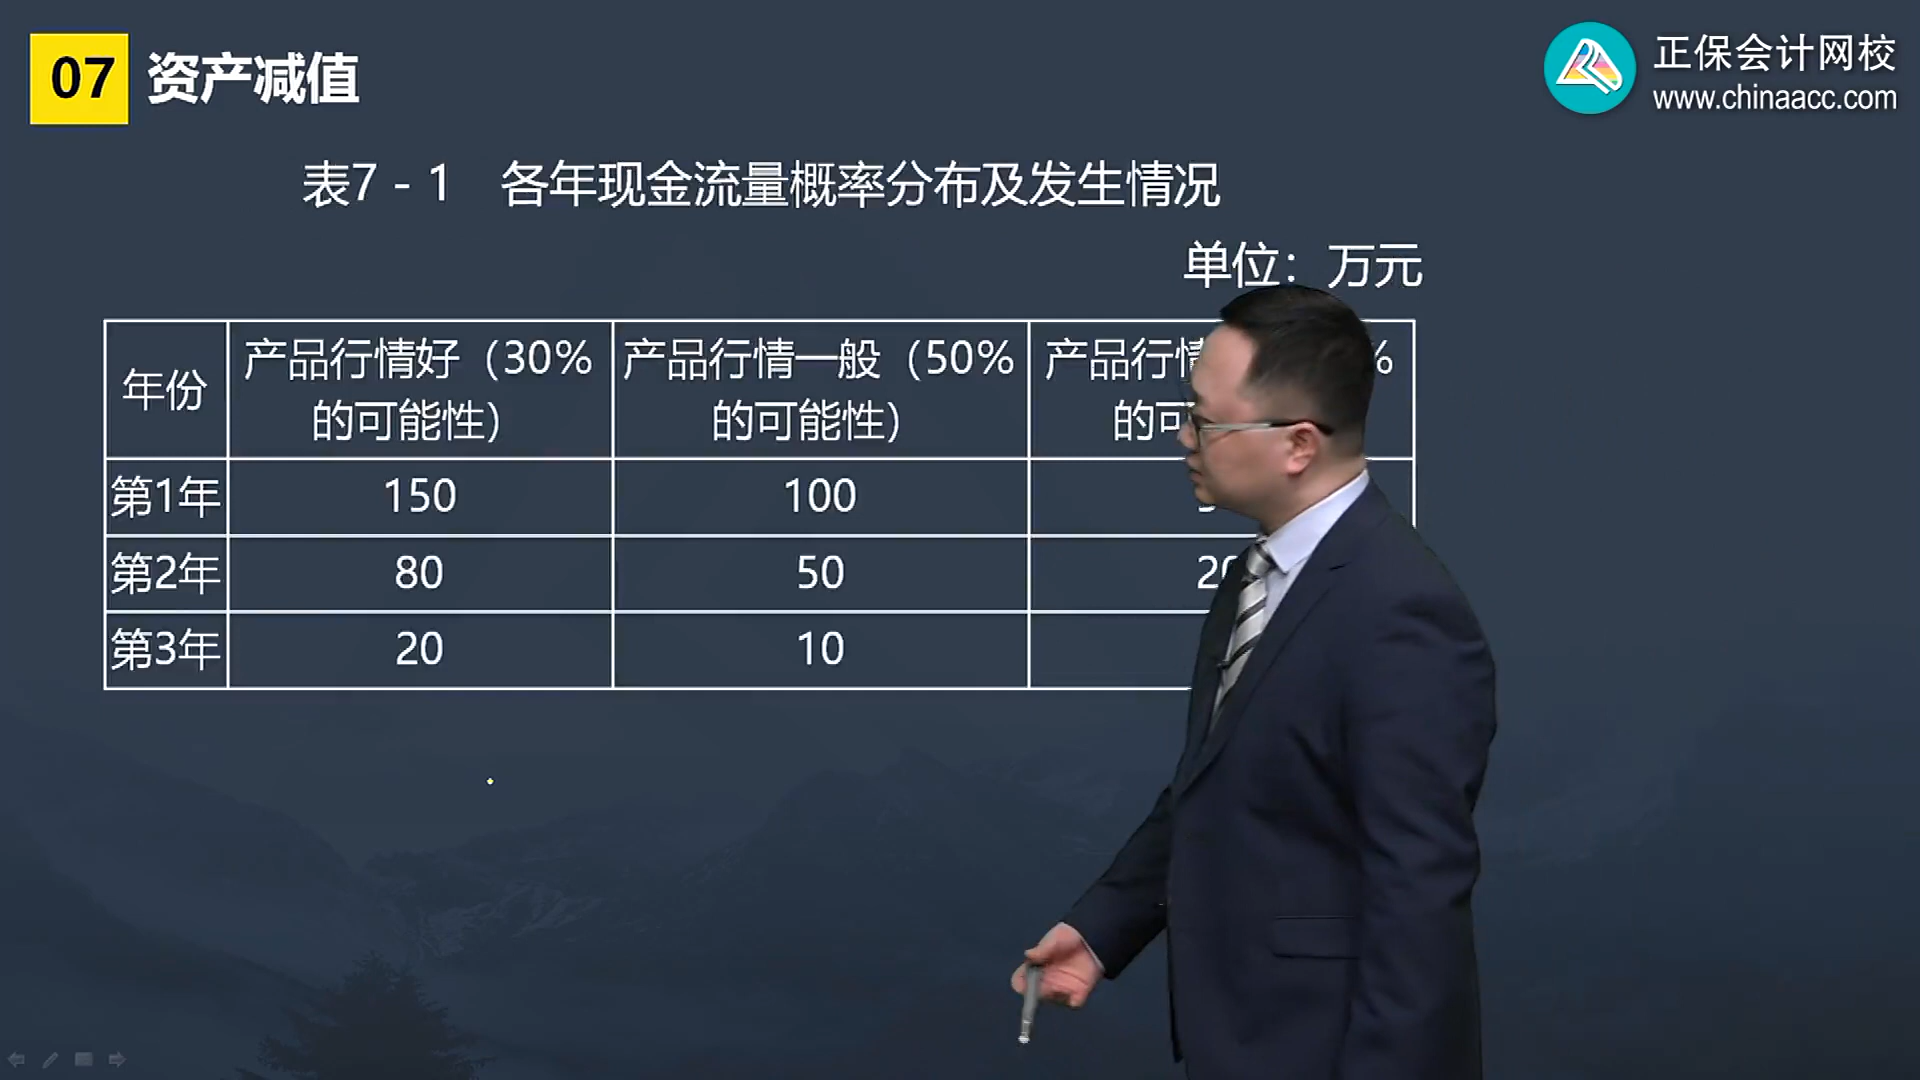 07 资产减值
正保会计网校
www.chinaacc.com
表7－1 各年现金流量概率分布及发生情况
单位：万元
年份
产品行情好（30%
的可能性）
产品行情一般（50%
的可能性）
产品行
%
的
第1年 150 100
第2年 80 50 20
第3年 20 10